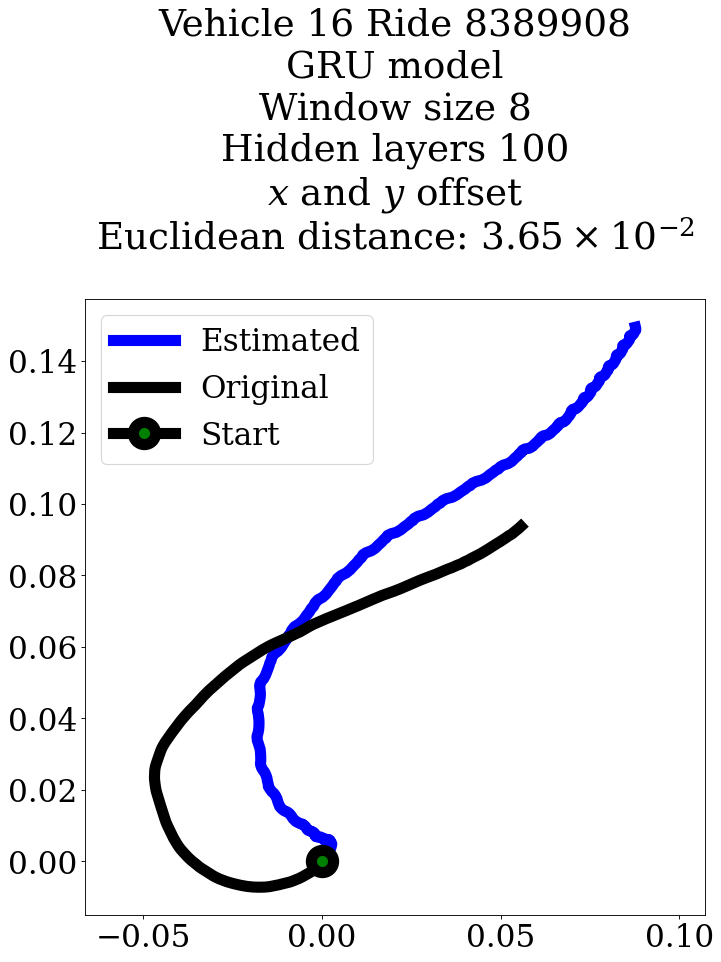 Vehicle 16 Ride 8389908
GRU model
Window size 8
Hidden layers 100
x and y offset
Euclidean distance: 3.65 × 10⁻²
Estimated
Original
Start
0.14
0.12
0.10
0.08
0.06
0.04
0.02
0.00
−0.05
0.00
0.05
0.10